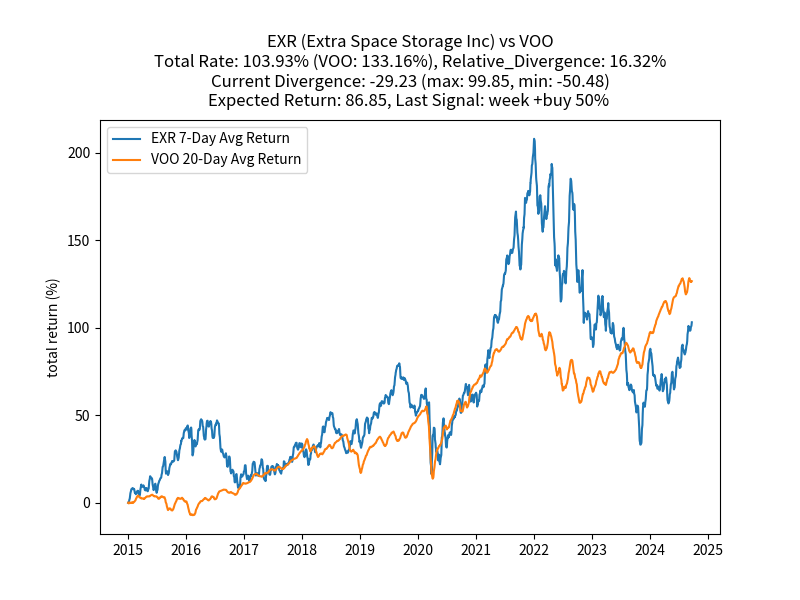 EXR (Extra Space Storage Inc) vs VOO
Total Rate: 103.93% (VOO: 133.16%), Relative_Divergence: 16.32%
Current Divergence: -29.23 (max: 99.85, min: -50.48)
Expected Return: 86.85, Last Signal: week +buy 50%
EXR 7-Day Avg Return
VOO 20-Day Avg Return
total return (%)
200
150
100
50
0
2015 2016 2017 2018 2019 2020 2021 2022 2023 2024 2025